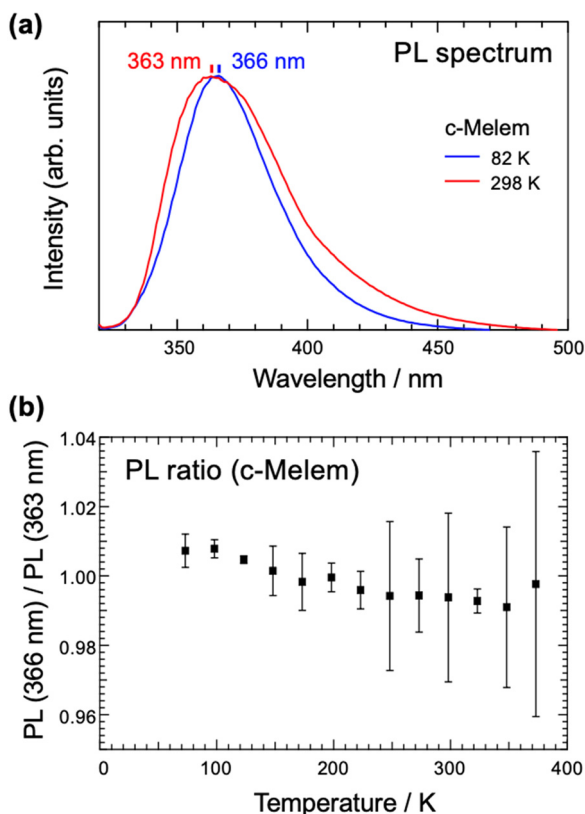 (a)
363 nm 366 nm PL spectrum
c-Melem
82 K
298 K
Intensity (arb. units)
350 400 450 500
Wavelength / nm
(b)
1.04
PL ratio (c-Melem)
1.02
1.00
0.98
0.96
PL (366 nm) / PL (363 nm)
0 100 200 300 400
Temperature / K